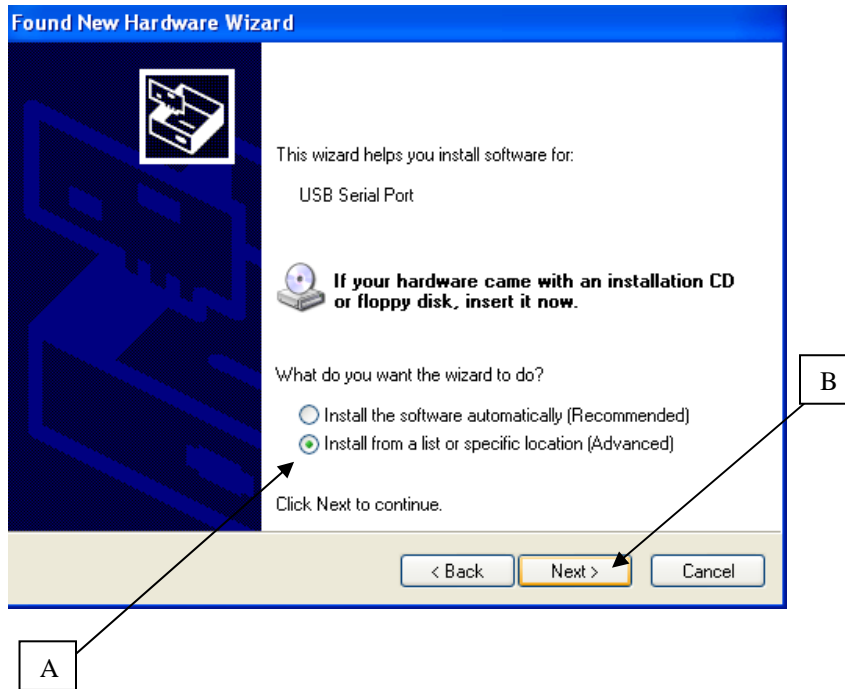 Found New Hardware Wizard
This wizard helps you install software for:
USB Serial Port
If your hardware came with an installation CD
or floppy disk, insert it now.
What do you want the wizard to do?
Install the software automatically (Recommended)
Install from a list or specific location (Advanced)
Click Next to continue.
< Back Next > Cancel
B
A